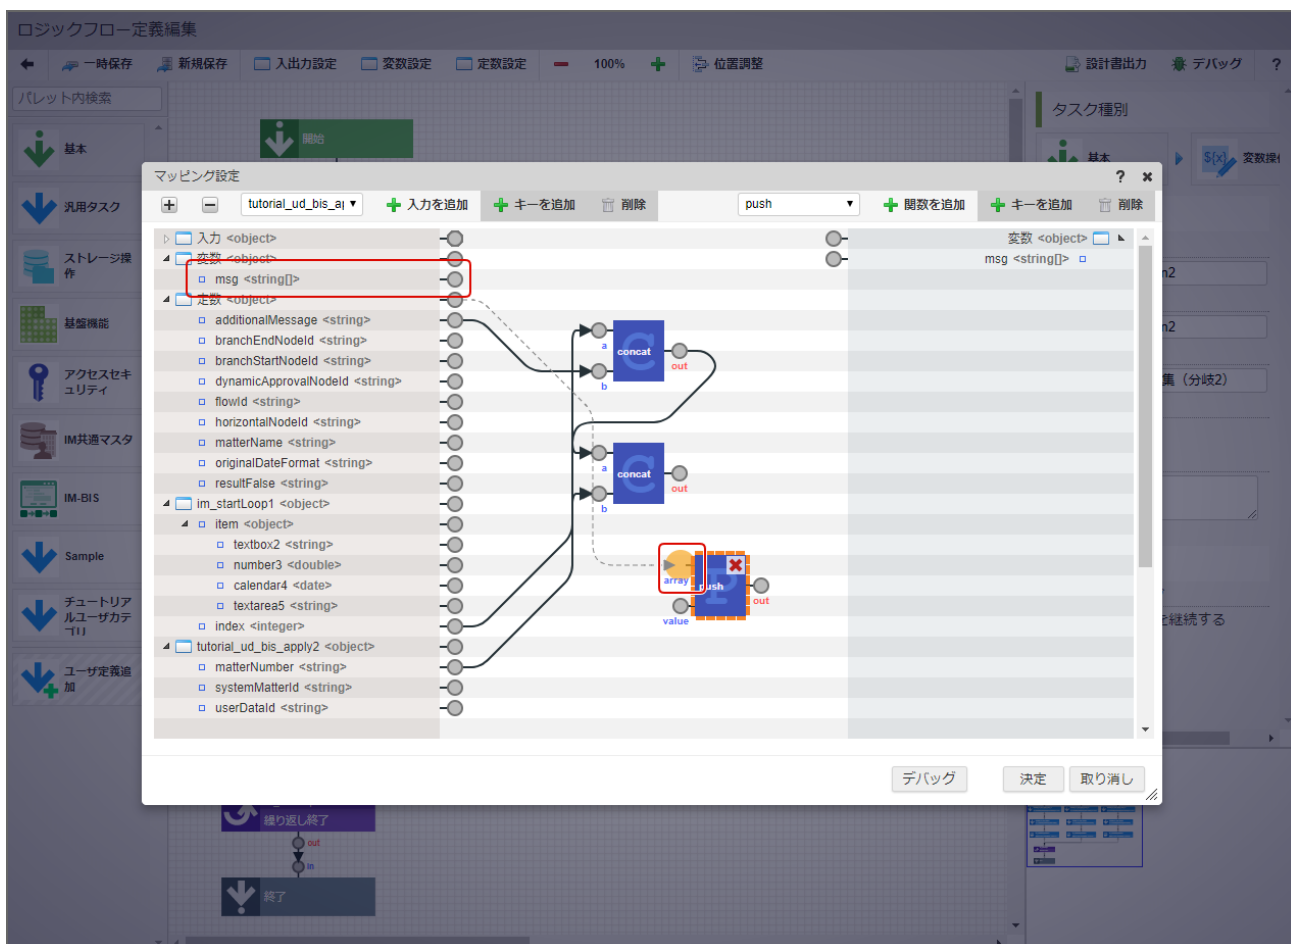 ロジックフロー定義編集
一時保存 新規保存 入出力設定 変数設定 定数設定 100% 位置調整 設計書出力 デバッグ ?
パレット内検索
基本
汎用タスク
ストレージ操
作
基盤機能
アクセスセキ
ュリティ
IM共通マスタ
IM-BIS
Sample
チュートリア
ルユーザカテ
ゴリ
ユーザ定義追
加
開始
タスク種別
基本
変数操作
マッピング設定 ?
tutorial_ud_bis_a 入力を追加 キーを追加 削除 push 関数を追加 キーを追加 削除
入力 <object>
変数 <object>
msg <string[]>
定数 <object>
additionalMessage <string>
branchEndNodeId <string>
branchStartNodeId <string>
dynamicApprovalNodeId <string>
flowId <string>
horizontalNodeId <string>
matterName <string>
originalDateFormat <string>
resultFalse <string>
im_startLoop1 <object>
item <object>
textbox2 <string>
number3 <double>
calendar4 <date>
textarea5 <string>
index <integer>
tutorial_ud_bis_apply2 <object>
matterNumber <string>
systemMatterId <string>
userDataId <string>
a
concat
out
b
a
concat
out
b
array
push
out
value
変数 <object>
msg <string[]>
n2
n2
集（分岐2）
を継続する
デバッグ 決定 取り消し
繰り返し終了
out
in
終了